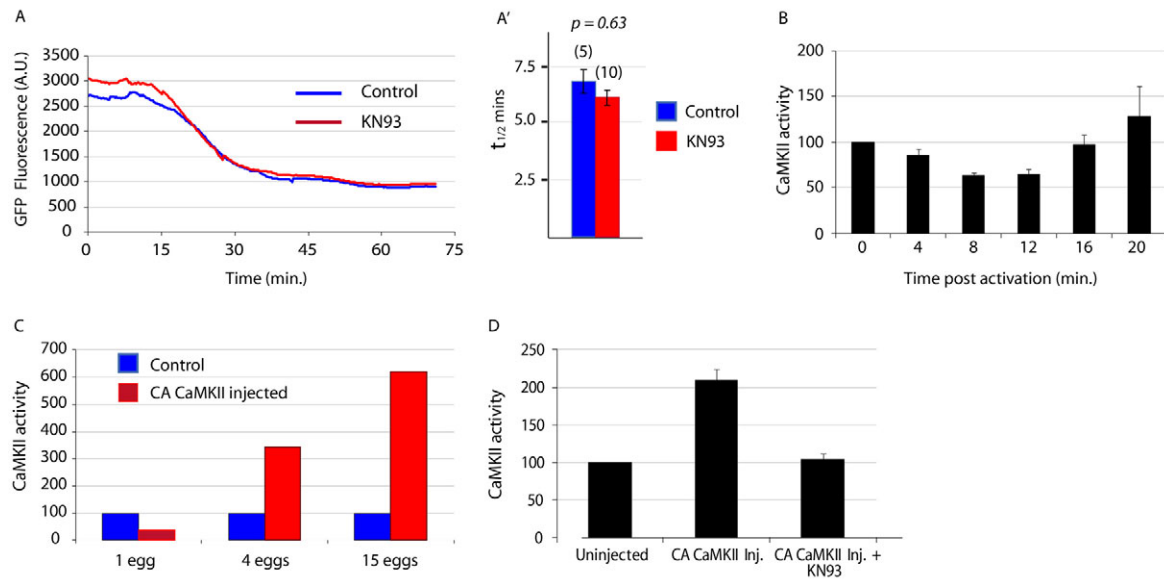 A
GFP Fluorescence (A.U.)
3500
3000
2500
2000
1500
1000
500
0
0 15 30 45 60 75
Time (min.)
Control
KN93
A'
p = 0.63
(5)
(10)
t1/2 mins
7.5
5.0
2.5
Control
KN93
B
CaMKII activity
200
150
100
50
0
0 4 8 12 16 20
Time post activation (min.)
C
CaMKII activity
700
600
500
400
300
200
100
0
Control
CA CaMKII injected
1 egg 4 eggs 15 eggs
D
CaMKII activity
250
200
150
100
50
0
Uninjected CA CaMKII Inj. CA CaMKII Inj. +
KN93